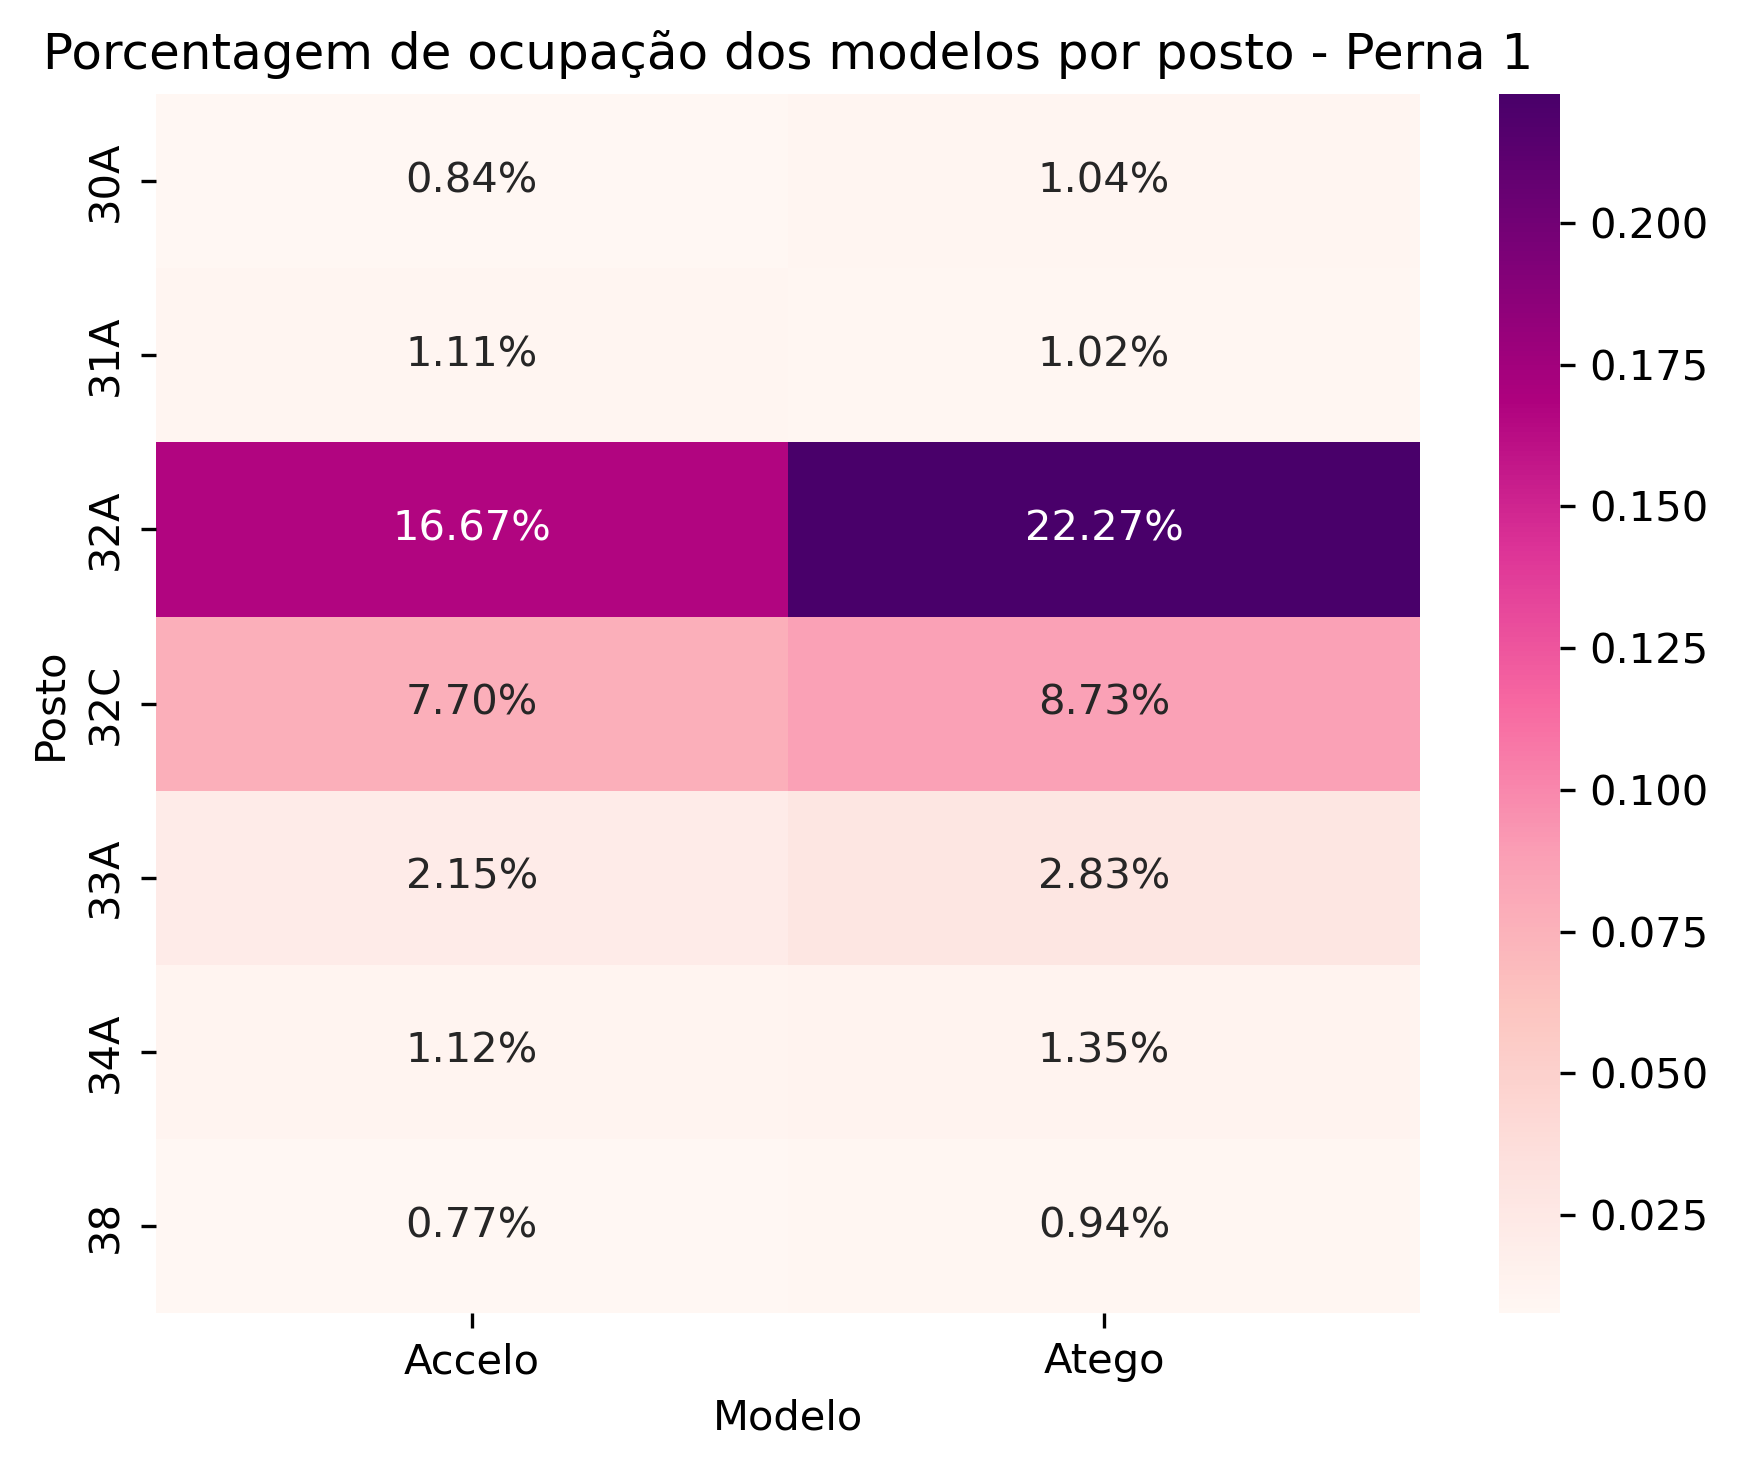 Porcentagem de ocupação dos modelos por posto - Perna 1
30A 0.84% 1.04%
31A 1.11% 1.02%
32A 16.67% 22.27%
32C 7.70% 8.73%
33A 2.15% 2.83%
34A 1.12% 1.35%
38 0.77% 0.94%
Posto
Accelo Atego
Modelo
0.200
0.175
0.150
0.125
0.100
0.075
0.050
0.025